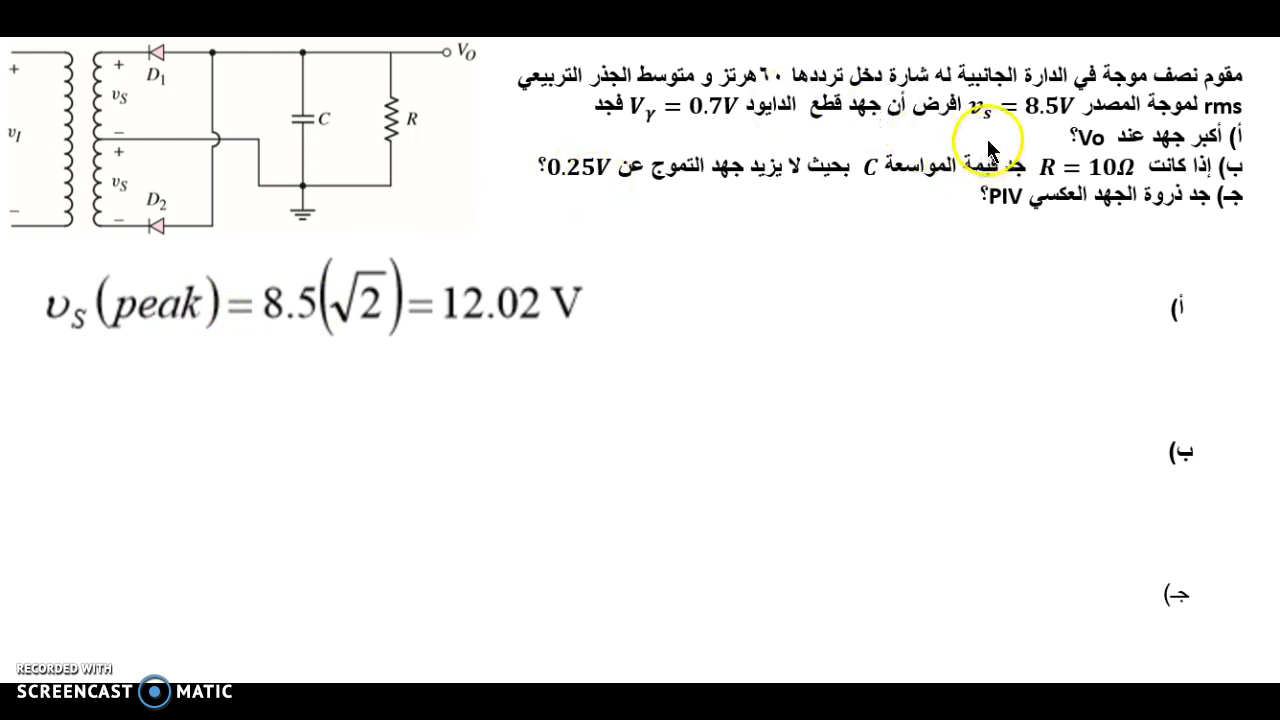 مقوم نصف موجة في الدارة الجانبية له شارة دخل ترددها ٦٠هرتز و متوسط الجذر التربيعي
rms لموجة المصدر vₛ = 8.5V افرض أن جهد قطع الدايود Vᵧ = 0.7V فجد
أ) أكبر جهد عند Vo؟
ب) إذا كانت R = 10Ω جد قيمة المواسعة C بحيث لا يزيد جهد التموج عن 0.25V؟
جـ) جد ذروة الجهد العكسي PIV؟
+ vI −
+ vS −
+ vS −
D1
D2
C
R
VO
υS (peak) = 8.5(√2) = 12.02 V
أ)
ب)
جـ)
RECORDED WITH
SCREENCAST MATIC